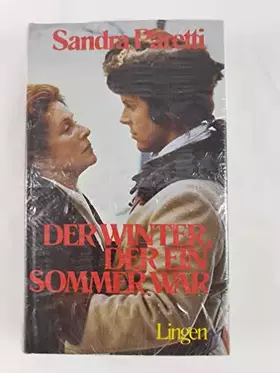 Sandra Paretti
DER WINTER,
DER EIN
SOMMER WAR
Lingen